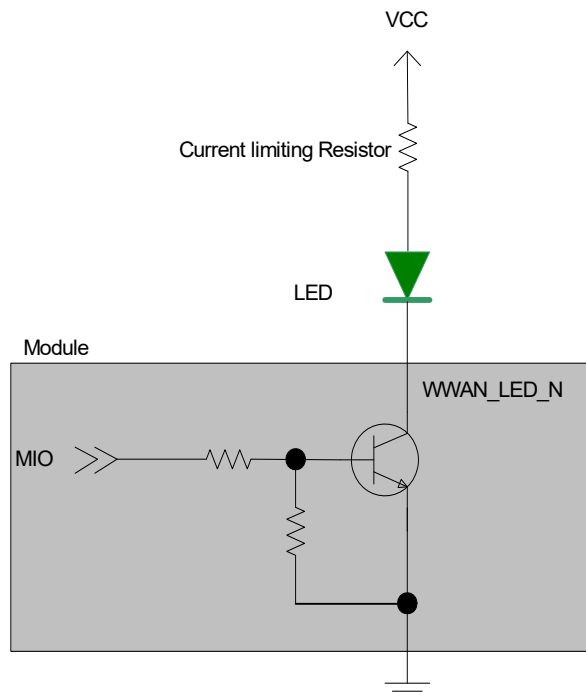 VCC
Current limiting Resistor
LED
Module
WWAN_LED_N
MIO